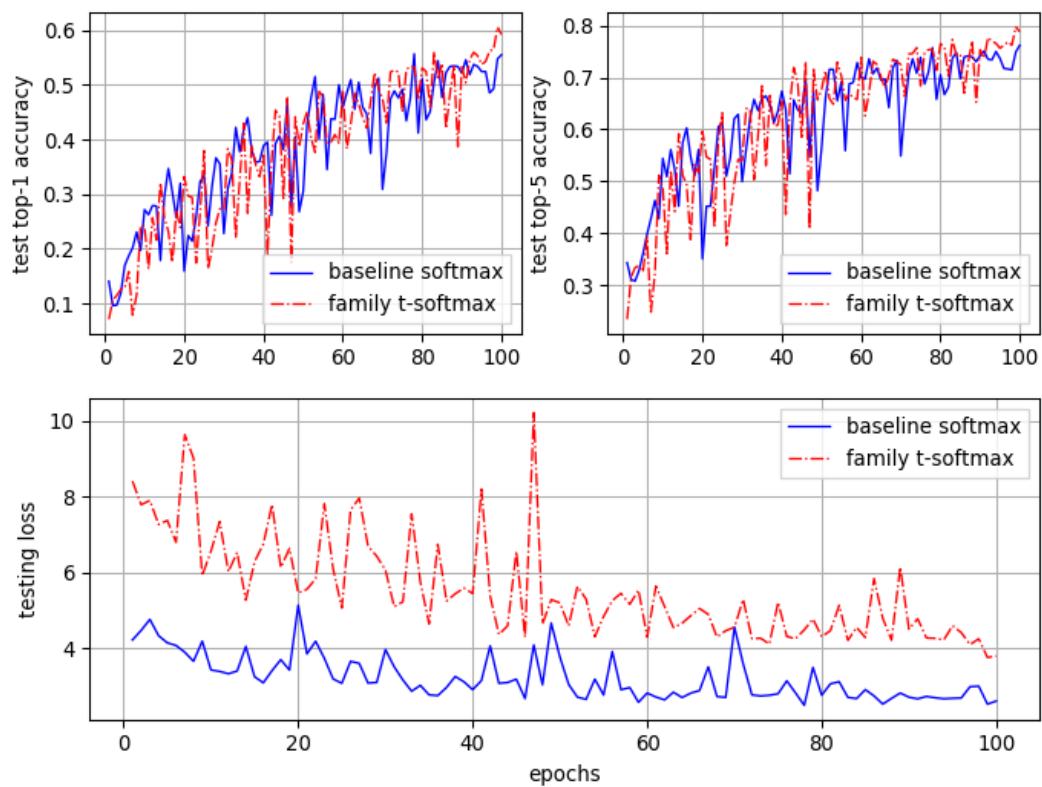 test top-1 accuracy
0.6
0.5
0.4
0.3
0.2
0.1
0 20 40 60 80 100
baseline softmax
family t-softmax
test top-5 accuracy
0.8
0.7
0.6
0.5
0.4
0.3
0 20 40 60 80 100
baseline softmax
family t-softmax
testing loss
10
8
6
4
0 20 40 60 80 100
baseline softmax
family t-softmax
epochs